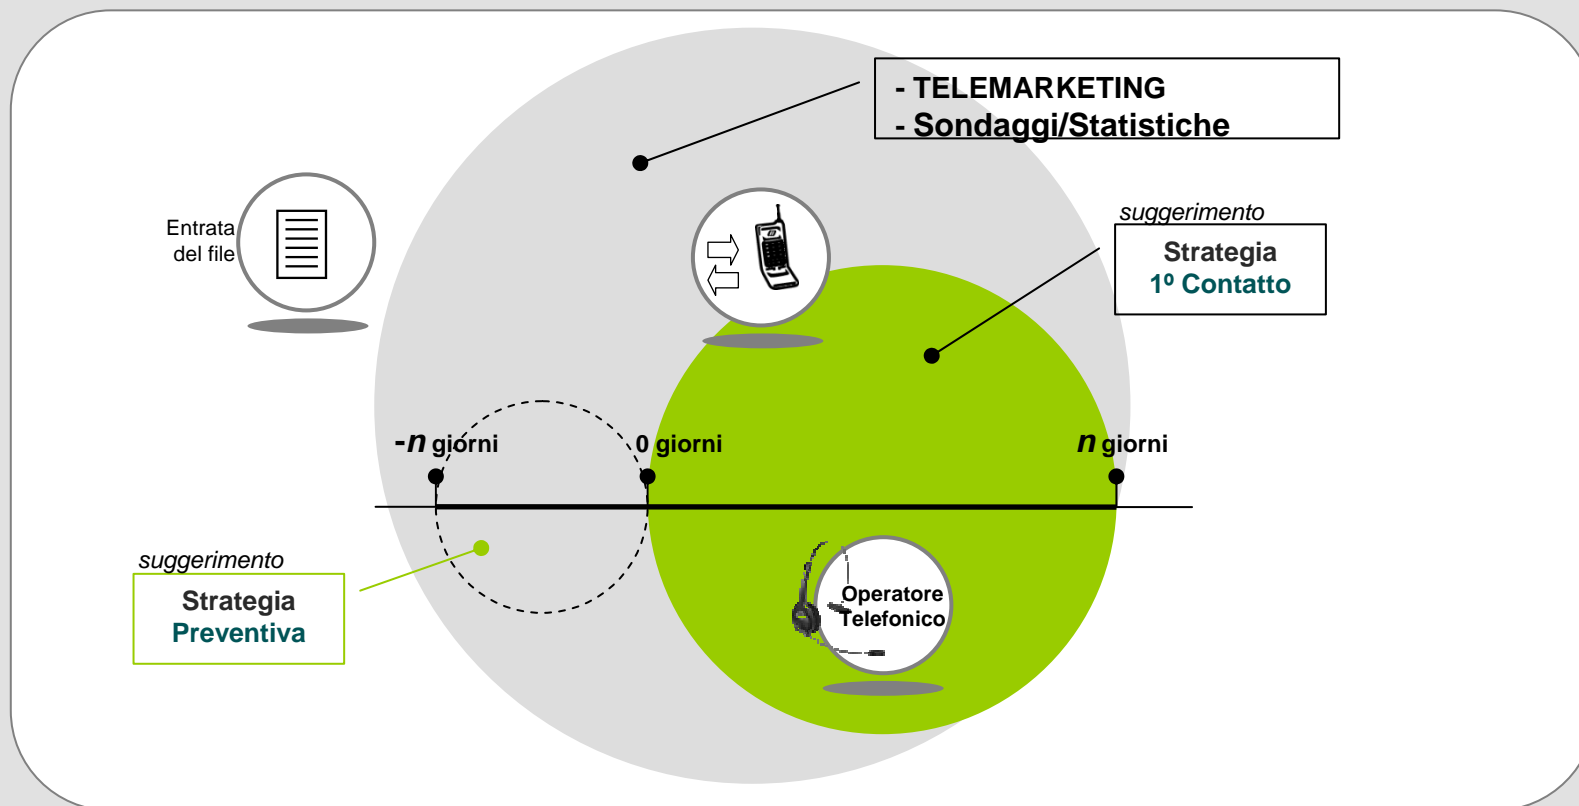 - TELEMARKETING
- Sondaggi/Statistiche
Entrata
del file
suggerimento
Strategia
1º Contatto
-n giorni
0 giorni
n giorni
suggerimento
Strategia
Preventiva
Operatore
Telefonico